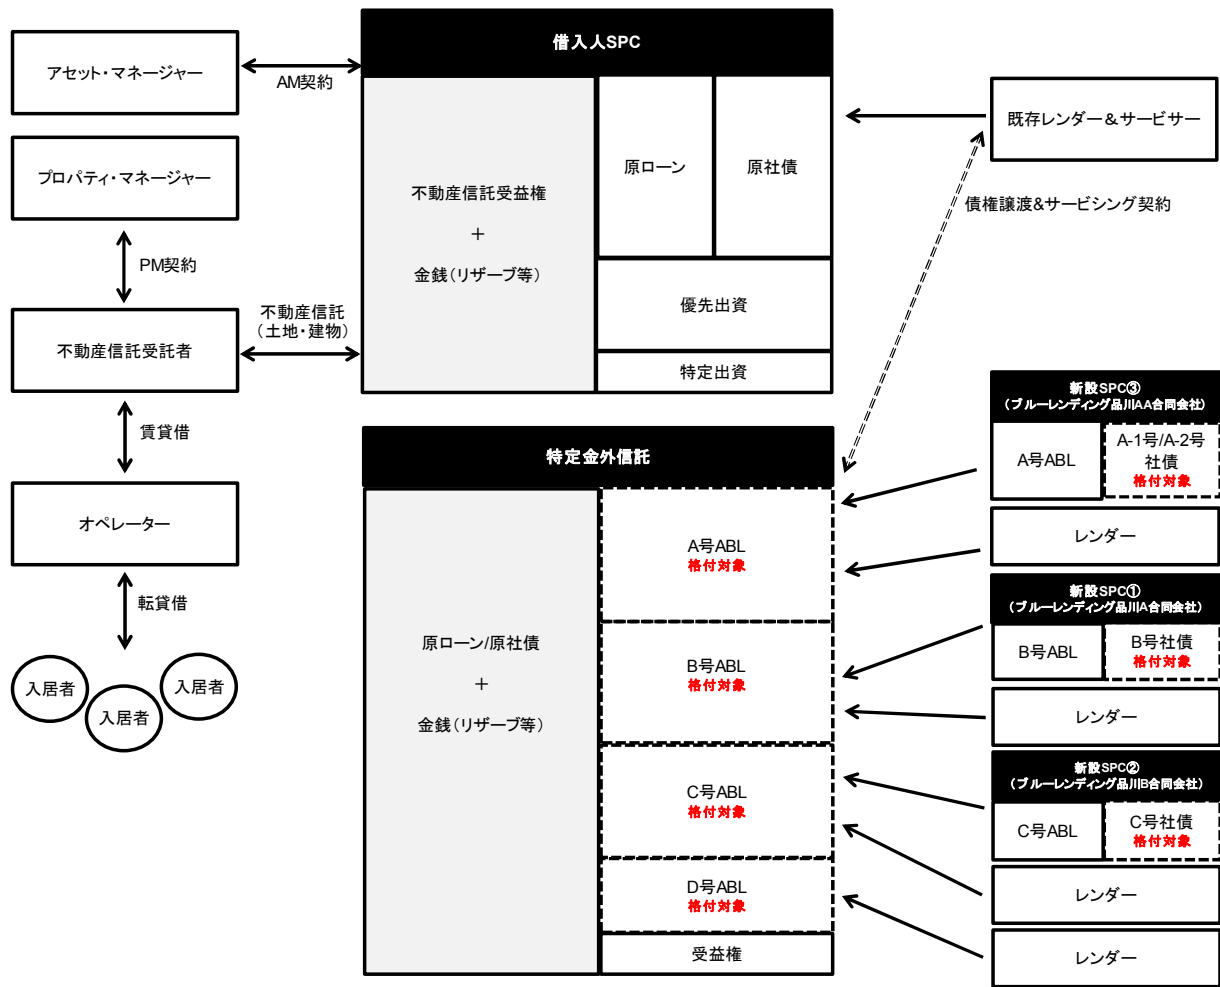 借入人SPC
アセット・マネージャー
AM契約
既存レンダー＆サービサー
プロパティ・マネージャー
原ローン
原社債
不動産信託受益権
＋
金銭（リザーブ等）
債権譲渡&サービシング契約
PM契約
優先出資
不動産信託
（土地・建物）
不動産信託受託者
特定出資
賃貸借
新設SPC③
（ブルーレンディング品川AA合同会社）
A号ABL
A-1号/A-2号
社債
格付対象
特定金外信託
オペレーター
A号ABL
格付対象
レンダー
転貸借
新設SPC①
（ブルーレンディング品川A合同会社）
B号ABL
B号社債
格付対象
原ローン/原社債
＋
金銭（リザーブ等）
B号ABL
格付対象
入居者
入居者
入居者
レンダー
新設SPC②
（ブルーレンディング品川B合同会社）
C号ABL
格付対象
C号ABL
C号社債
格付対象
D号ABL
格付対象
レンダー
受益権
レンダー